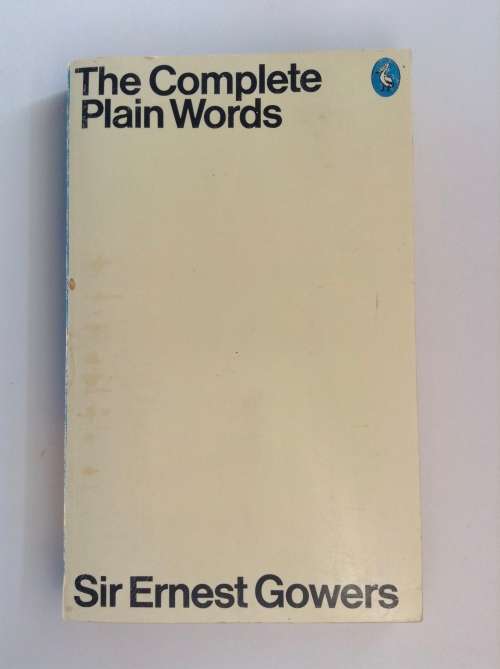 The Complete
Plain Words
Sir Ernest Gowers